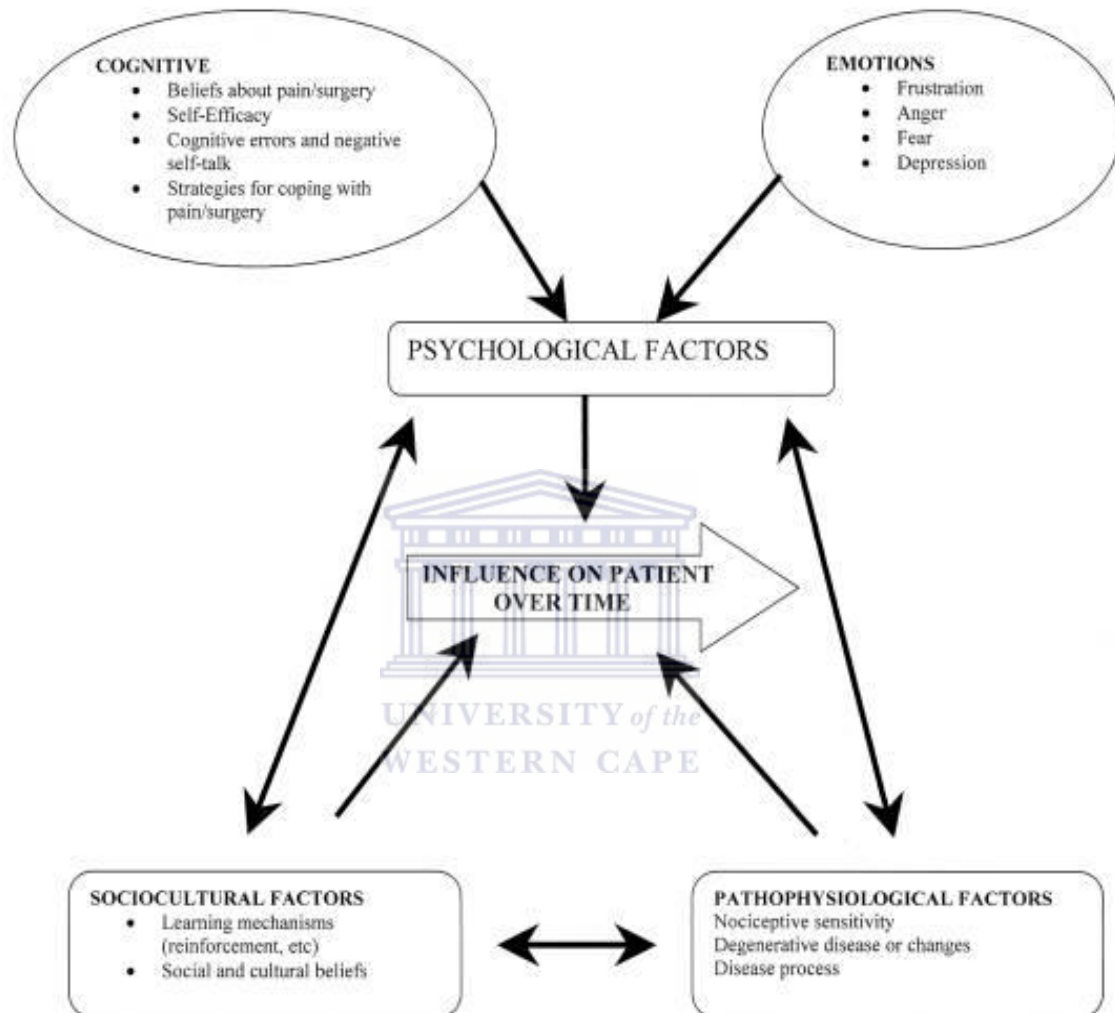 COGNITIVE
• Beliefs about pain/surgery
• Self-Efficacy
• Cognitive errors and negative
self-talk
• Strategies for coping with
pain/surgery
EMOTIONS
• Frustration
• Anger
• Fear
• Depression
PSYCHOLOGICAL FACTORS
INFLUENCE ON PATIENT
OVER TIME
UNIVERSITY of the
WESTERN CAPE
SOCIOCULTURAL FACTORS
• Learning mechanisms
(reinforcement, etc)
• Social and cultural beliefs
PATHOPHYSIOLOGICAL FACTORS
Nociceptive sensitivity
Degenerative disease or changes
Disease process